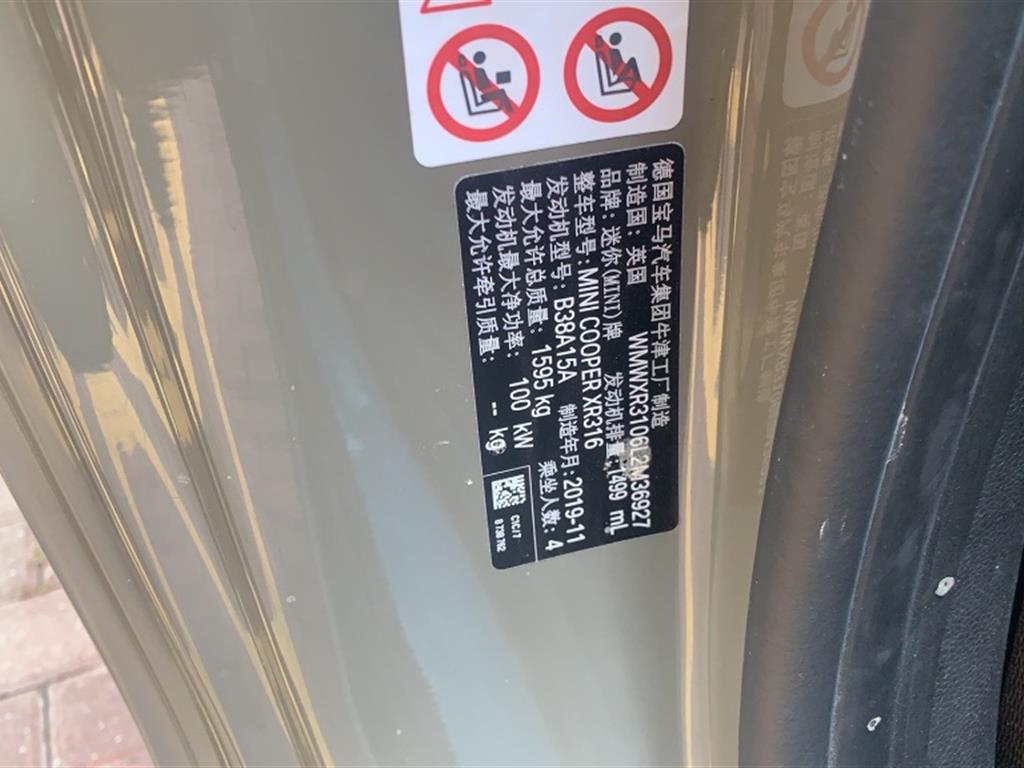 德国宝马汽车集团牛津工厂制造
制造国：英国 WMWXR3106L2M36927
品牌：迷你(MINI)牌 发动机排量：1499 mL
整车型号：MINI COOPER XR316
发动机型号：B38A15A 制造年月：2019-11
最大允许总质量：1595 kg 乘坐人数：4
发动机最大净功率：100 kW
最大允许牵引质量：-- kg
CHC/7